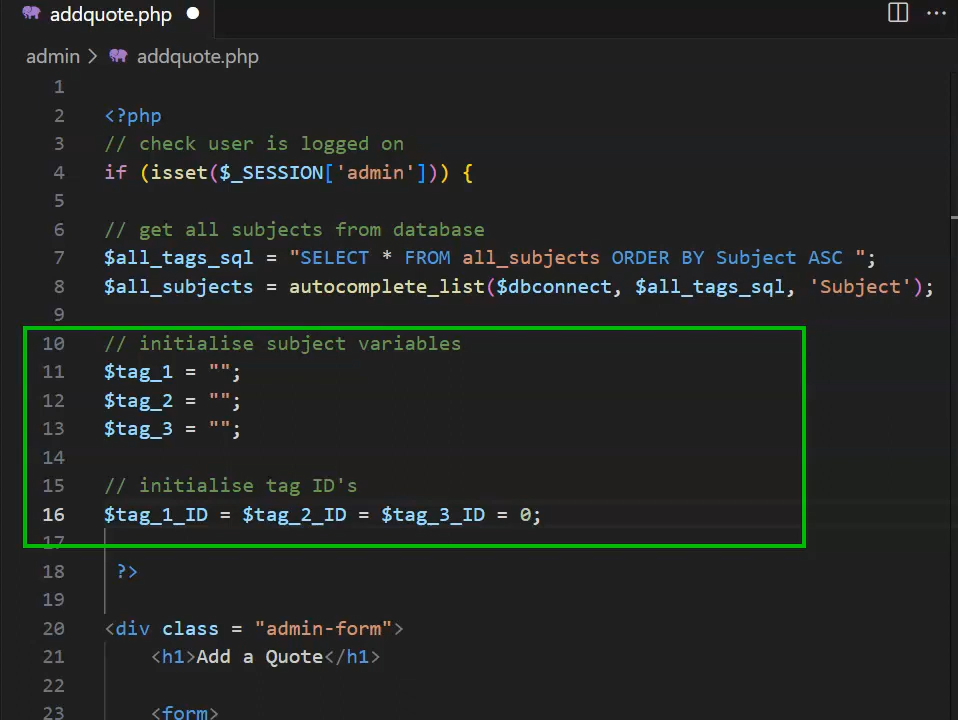 addquote.php
admin > addquote.php
1
2 <?php
3 // check user is logged on
4 if (isset($_SESSION['admin'])) {
5
6 // get all subjects from database
7 $all_tags_sql = "SELECT * FROM all_subjects ORDER BY Subject ASC ";
8 $all_subjects = autocomplete_list($dbconnect, $all_tags_sql, 'Subject');
9
10 // initialise subject variables
11 $tag_1 = "";
12 $tag_2 = "";
13 $tag_3 = "";
14
15 // initialise tag ID's
16 $tag_1_ID = $tag_2_ID = $tag_3_ID = 0;
17
18 ?>
19
20 <div class = "admin-form">
21 <h1>Add a Quote</h1>
22
23 <form>